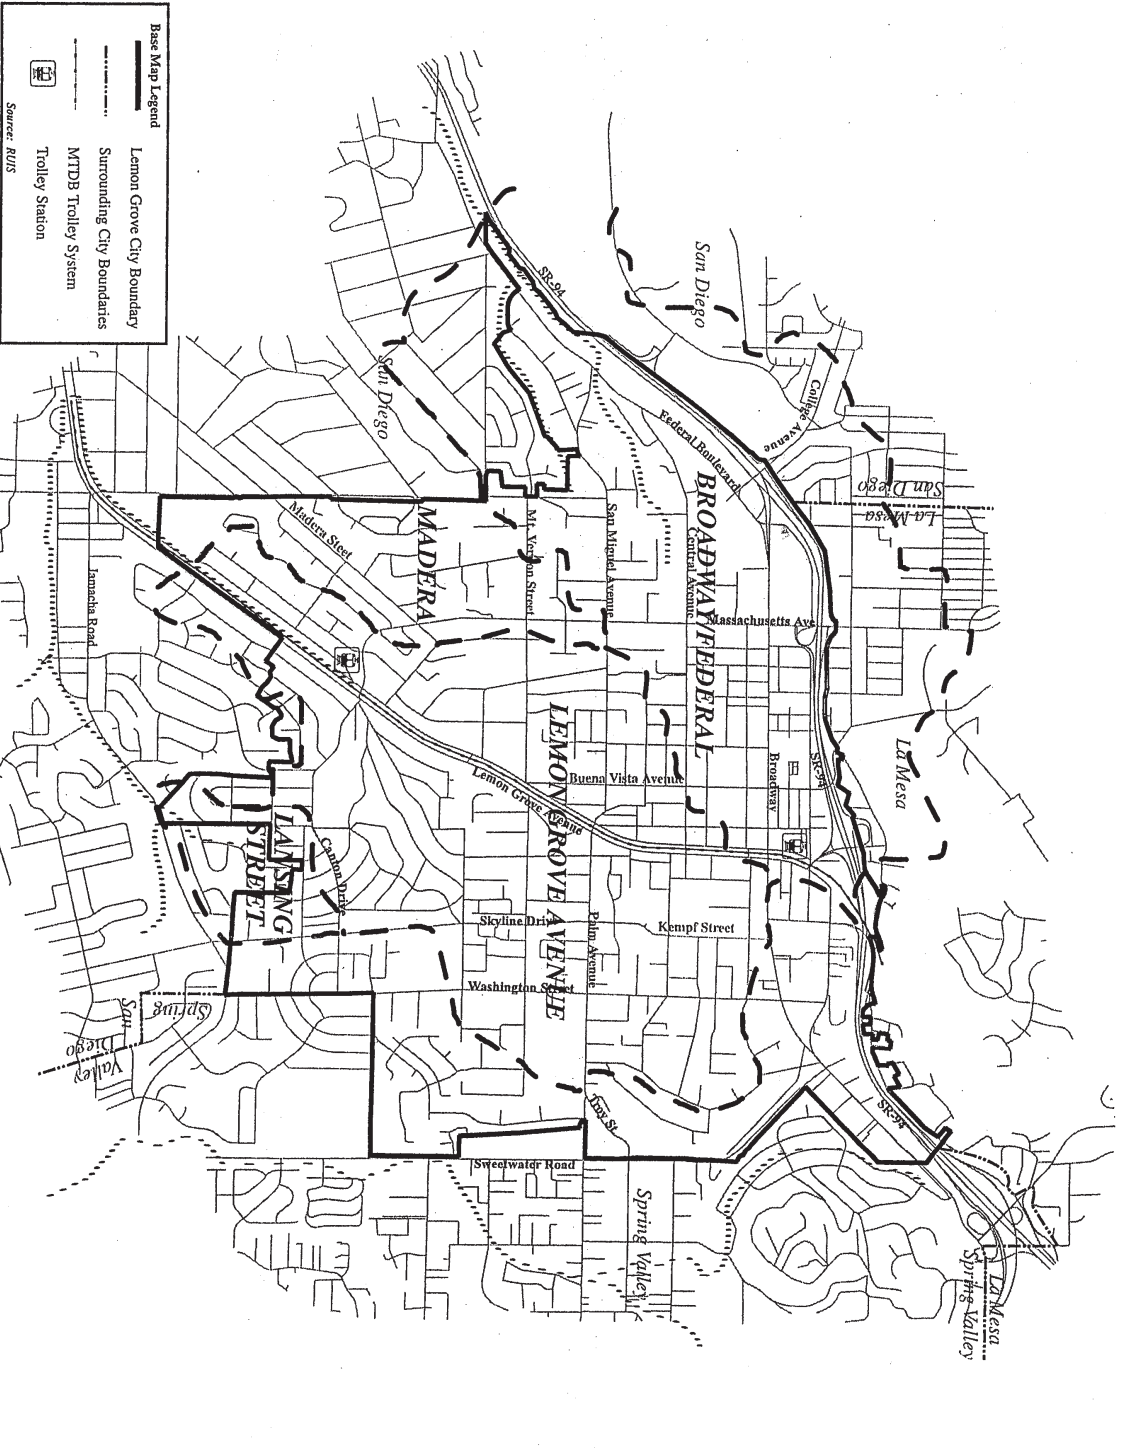 Base Map Legend
Lemon Grove City Boundary
Surrounding City Boundaries
MTDB Trolley System
Trolley Station
Source: RUIS
San Diego
SR-94
College Avenue
Federal Boulevard
San Diego
La Mesa
San Diego
BROADWAY/FEDERAL
Central Avenue
San Miguel Avenue
Mt. Vernon Street
MADERA
Madera Steet
Massachusetts Ave
Jamacha Road
La Mesa
SR-94
Broadway
Buena Vista Avenue
Lemon Grove Avenue
LEMON GROVE AVENUE
LANSING
STREET
Canton Drive
Skyline Drive
Palm Avenue
Kempf Street
Washington Street
Spring
Valley
San
Diego
Troy St
SR-94
Sweetwater Road
Spring Valley
La Mesa
Spring Valley